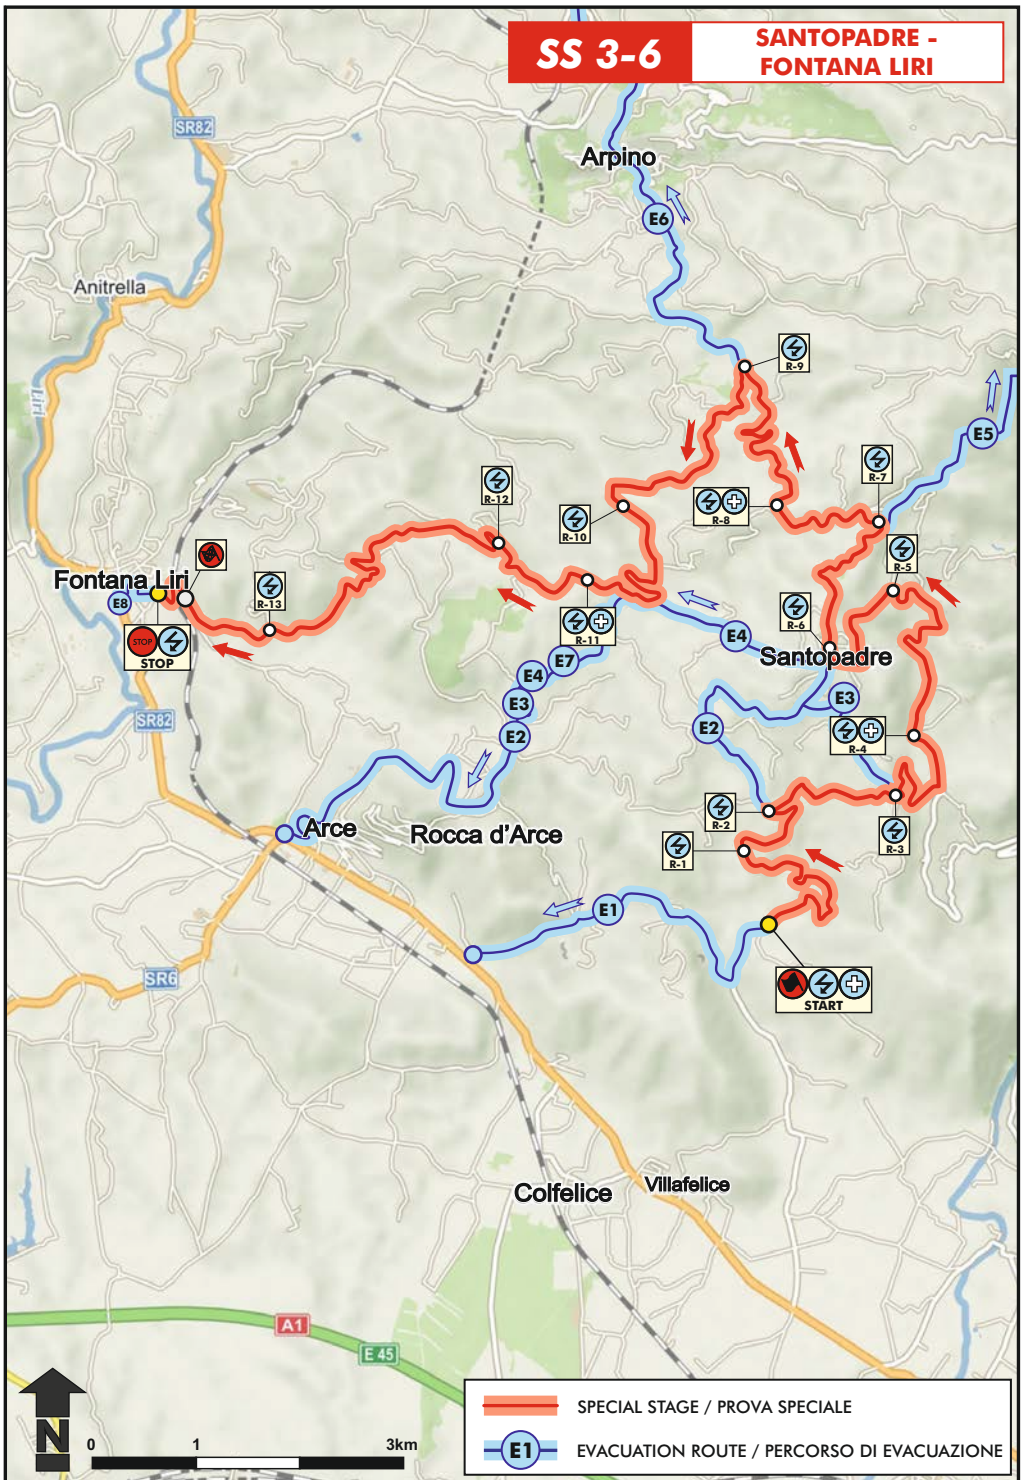 SS 3-6
SANTOPADRE -
FONTANA LIRI
SR82
Arpino
E6
Anitrella
Liri
R-9
E5
R-7
R-12
R-8
R-10
R-5
Fontana Liri
R-13
E8
R-6
R-11
STOP
STOP
E4
Santopadre
E7
E4
E3
E3
SR82
E2
E2
R-4
R-2
Arce
Rocca d'Arce
R-3
R-1
E1
SR6
START
Colfelice
Villafelice
A1
E 45
N
0 1 3km
SPECIAL STAGE / PROVA SPECIALE
E1
EVACUATION ROUTE / PERCORSO DI EVACUAZIONE